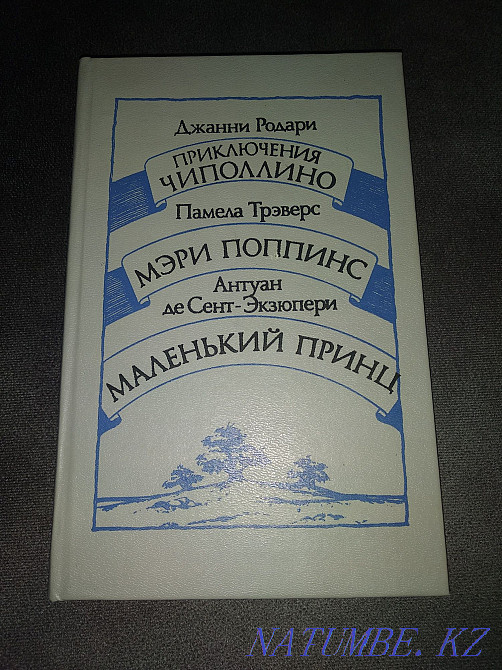 Джанни Родари
ПРИКЛЮЧЕНИЯ
ЧИПОЛЛИНО
Памела Трэверс
МЭРИ ПОППИНС
Антуан
де Сент-Экзюпери
МАЛЕНЬКИЙ ПРИНЦ
NATUMBE.KZ